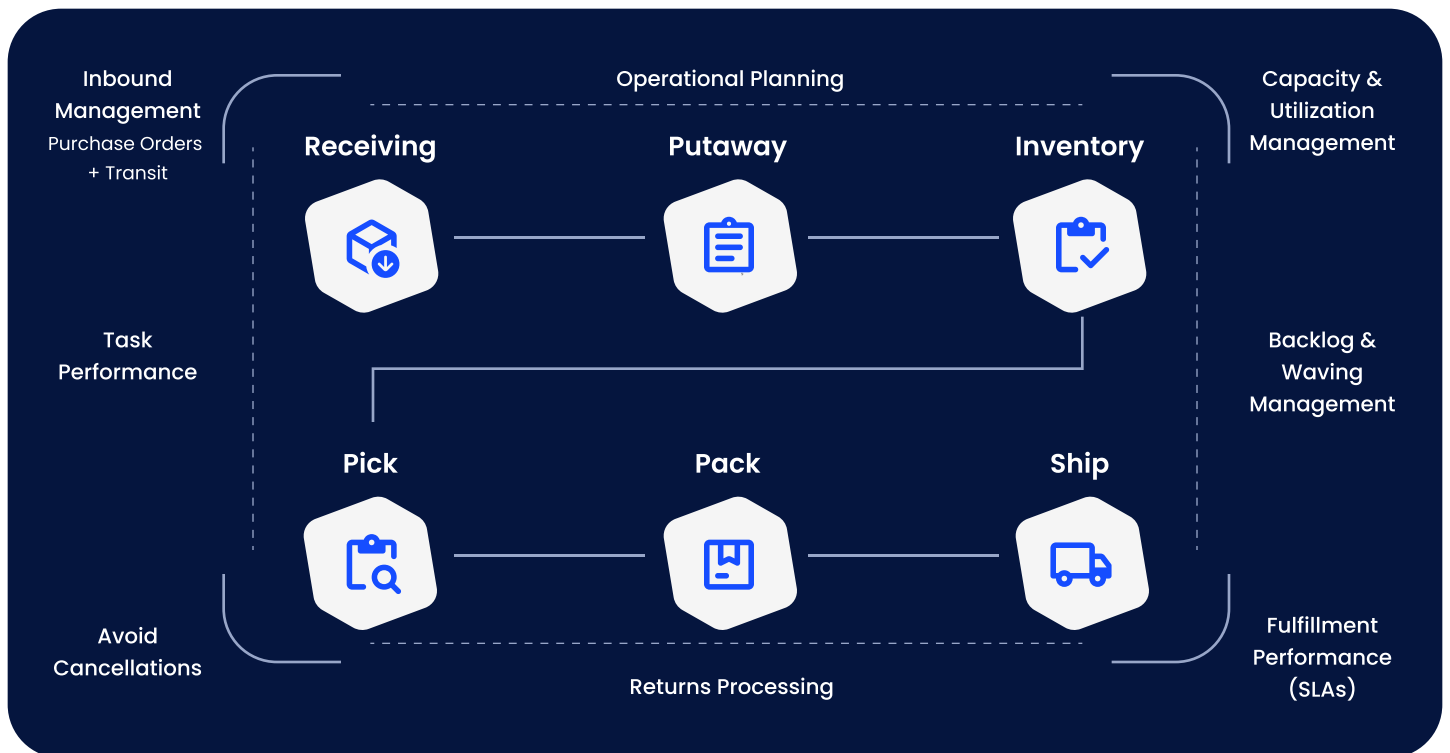 Inbound
Management
Purchase Orders
+ Transit
Operational Planning
Capacity &
Utilization
Management
Receiving
Putaway
Inventory
Task
Performance
Backlog &
Waving
Management
Pick
Pack
Ship
Avoid
Cancellations
Returns Processing
Fulfillment
Performance
(SLAs)